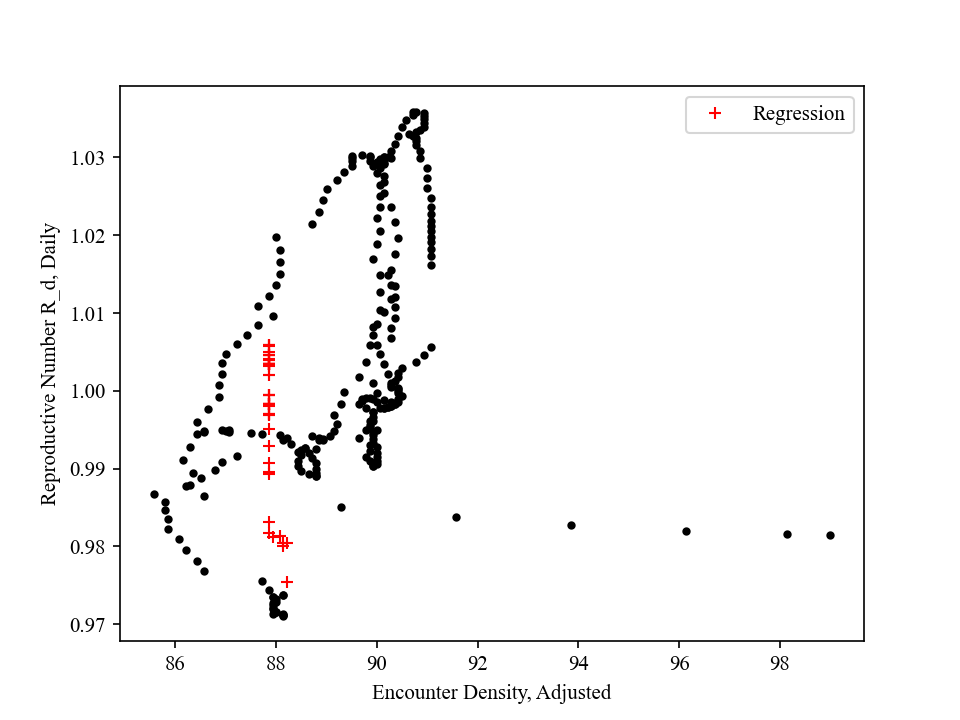 Regression
1.03
1.02
1.01
1.00
0.99
0.98
0.97
Reproductive Number R_d, Daily
86 88 90 92 94 96 98
Encounter Density, Adjusted